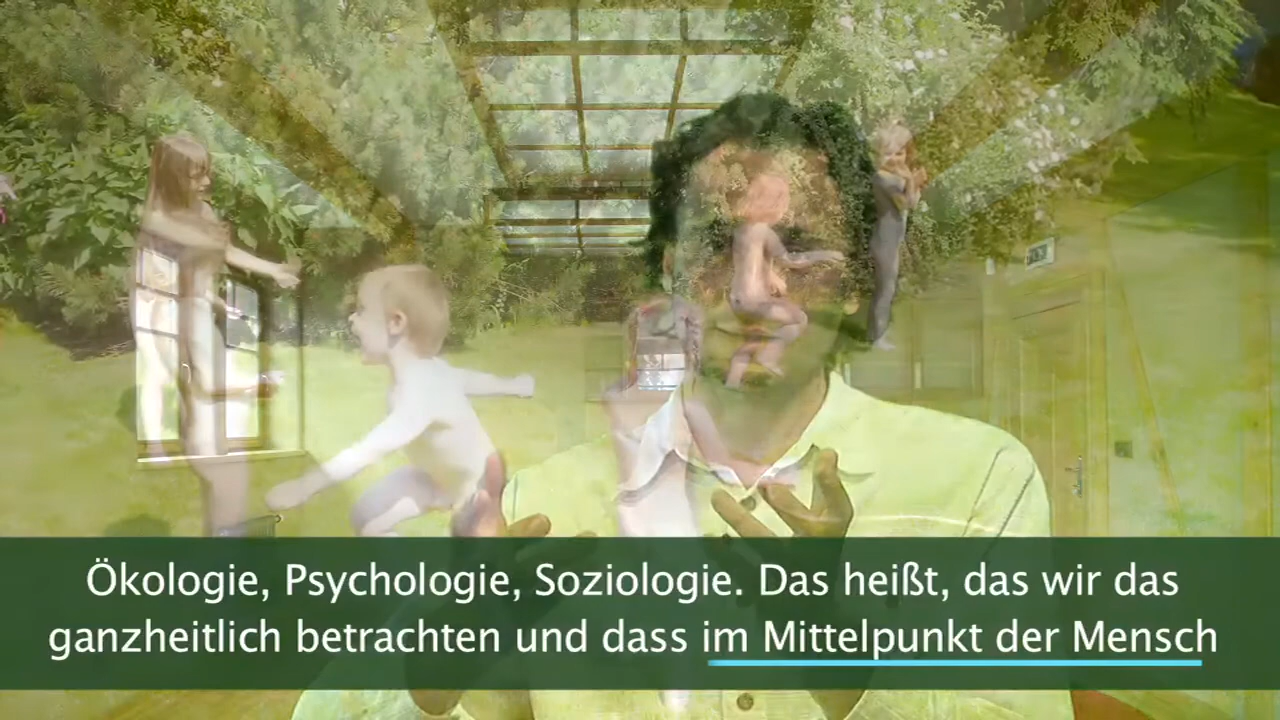 Ökologie, Psychologie, Soziologie. Das heißt, das wir das
ganzheitlich betrachten und dass im Mittelpunkt der Mensch